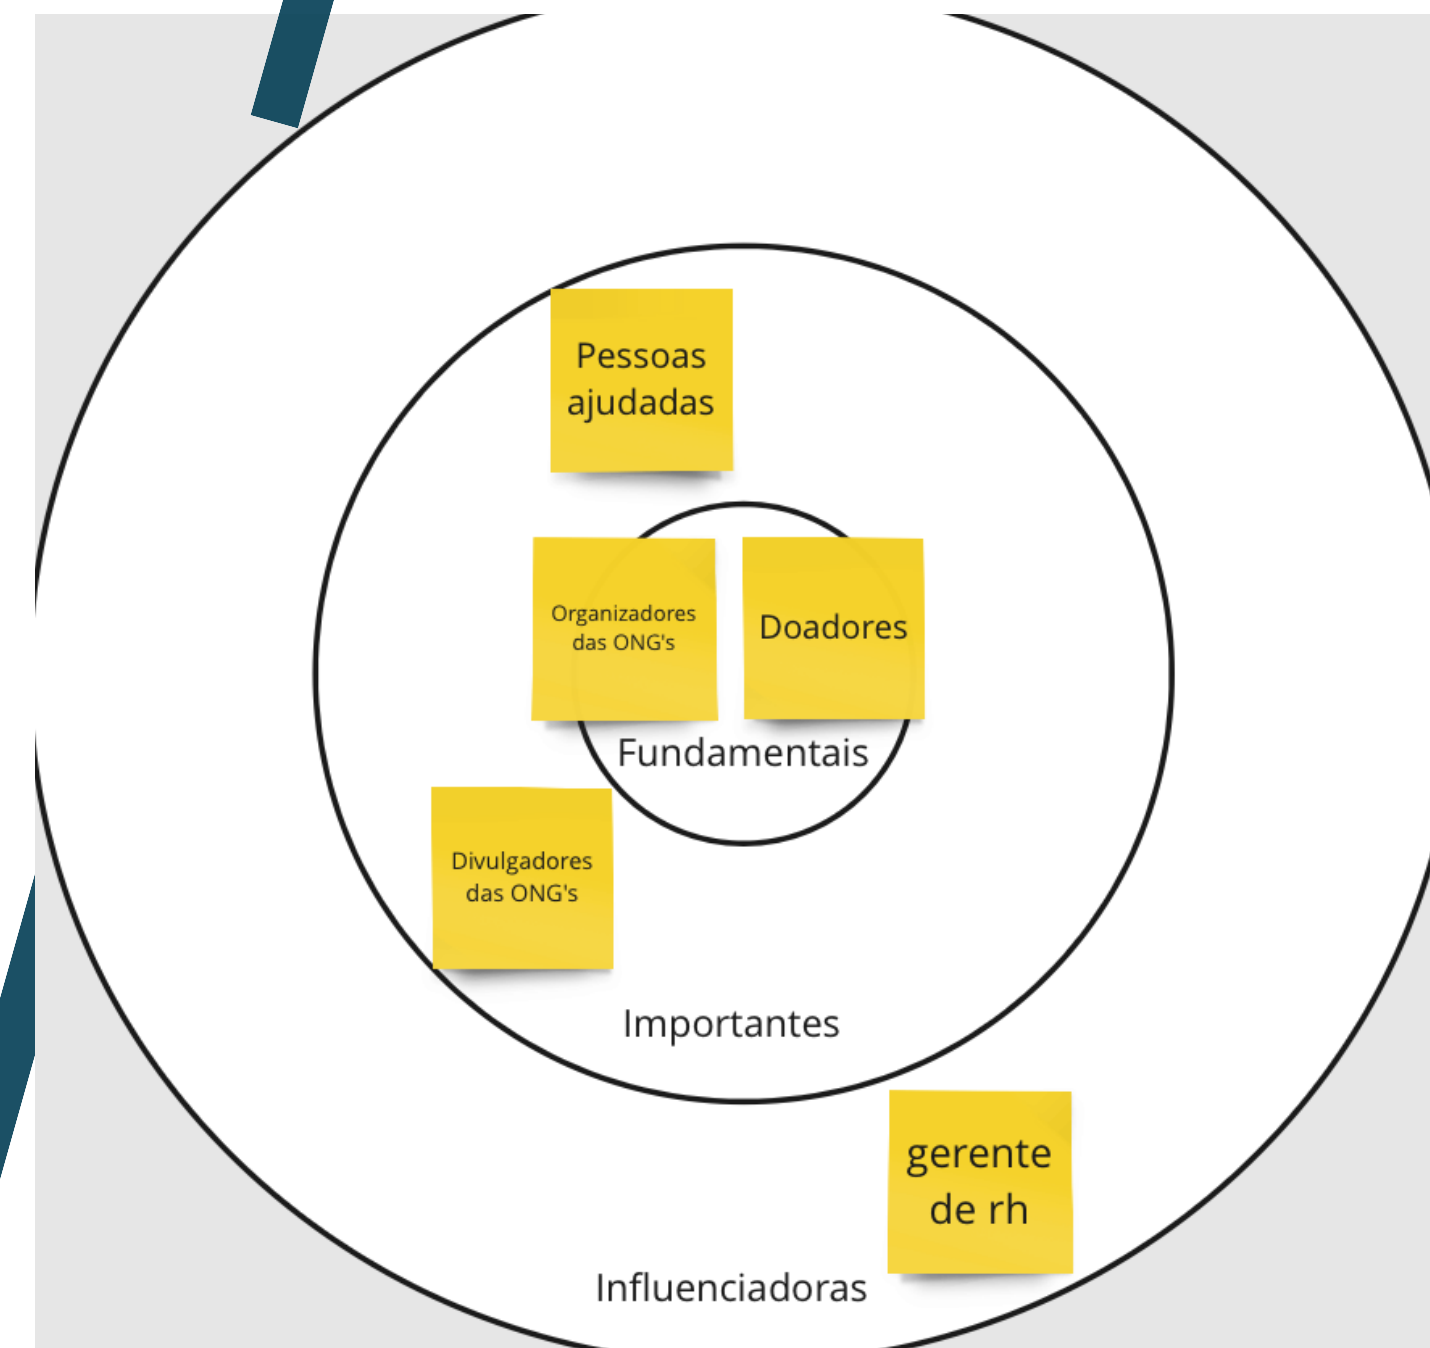 Pessoas
ajudadas
Organizadores
das ONG's
Doadores
Fundamentais
Divulgadores
das ONG's
Importantes
gerente
de rh
Influenciadoras